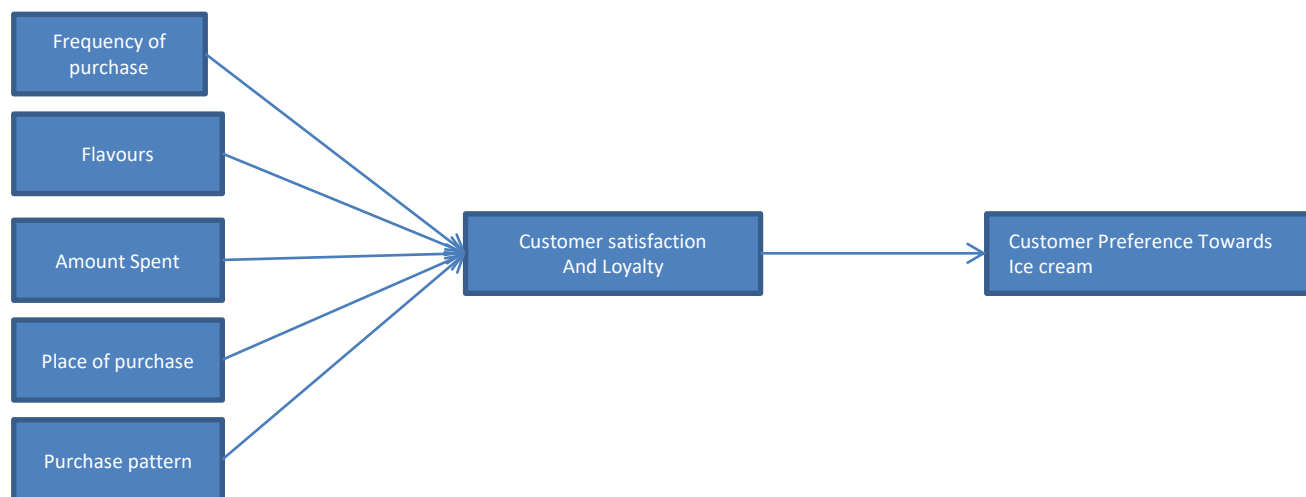 Frequency of
purchase
Flavours
Amount Spent
Place of purchase
Purchase pattern
Customer satisfaction
And Loyalty
Customer Preference Towards
Ice cream